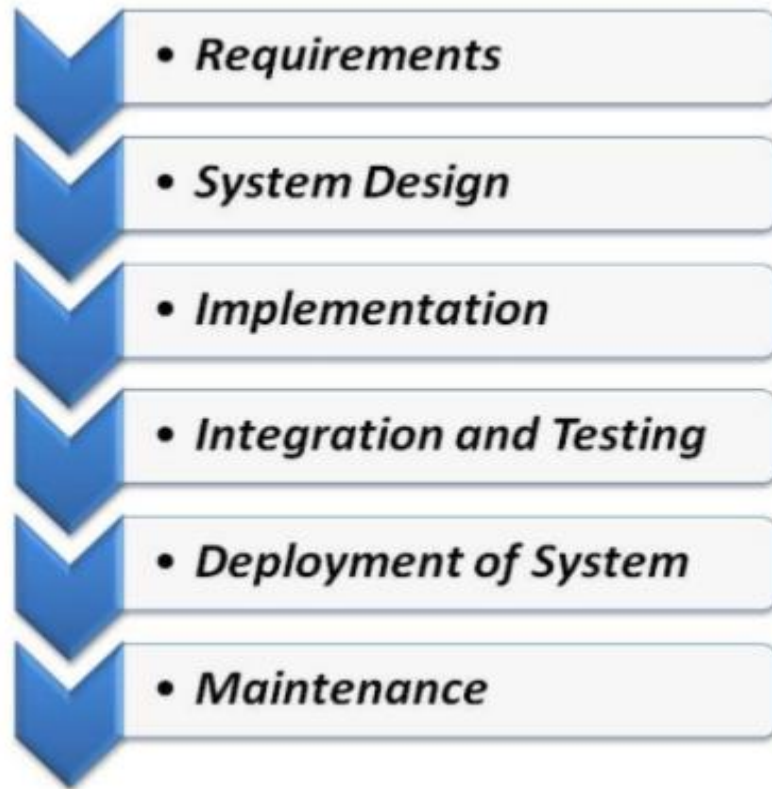 • Requirements
• System Design
• Implementation
• Integration and Testing
• Deployment of System
• Maintenance